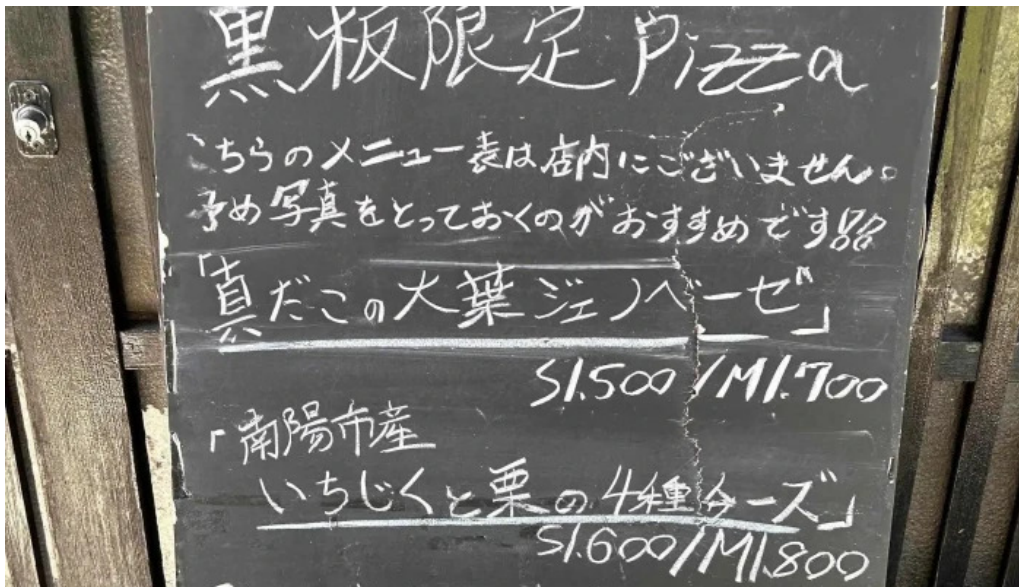 黒板限定Pizza
こちらのメニュー表は店内にございません。
予め写真をとっておくのがおすすめです
「真だこの大葉ジェノベーゼ」
S1.500/M1.700
「南陽市産
いちじくと栗の4種チーズ」
S1.600/M1.800